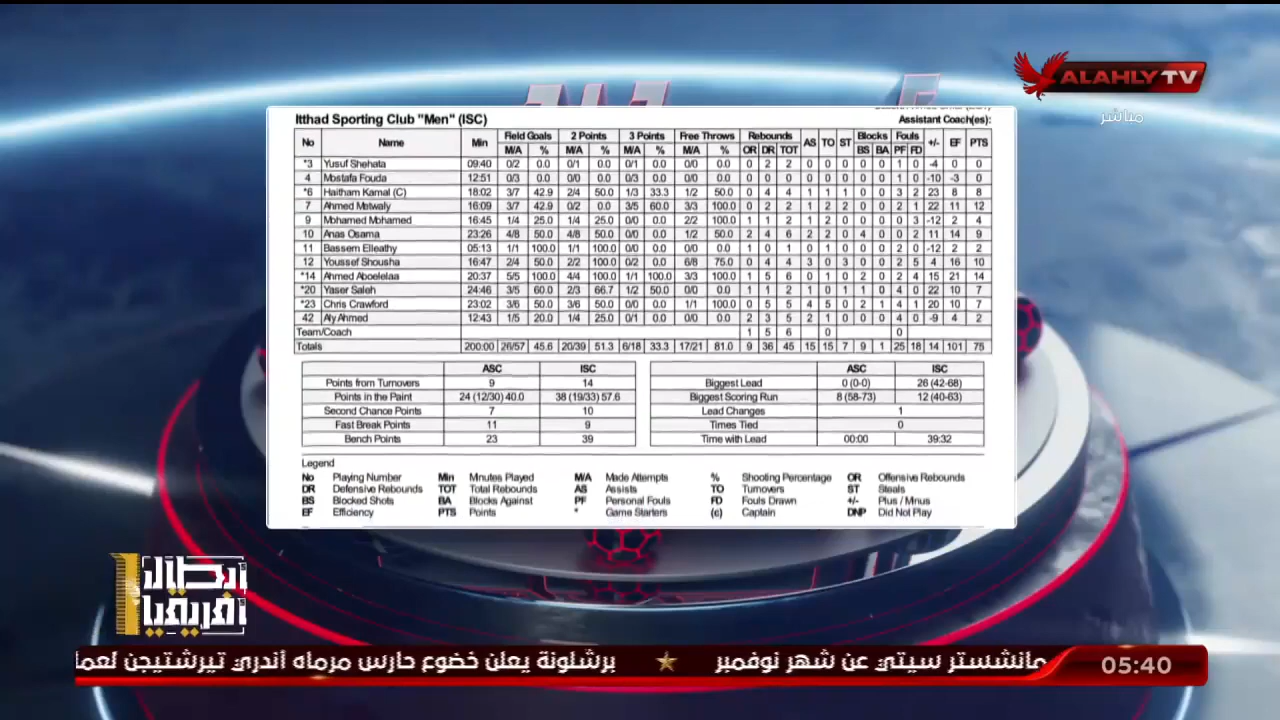 ALAHLY TV
مباشر
Itthad Sporting Club "Men" (ISC) Assistant Coach(es):
No Name Min Field Goals 2 Points 3 Points Free Throws Rebounds AS TO ST Blocks Fouls +/- EF PTS
M/A % M/A % M/A % M/A % OR DR TOT BS BA PF FD
*3 Yusuf Shehata 09:40 0/2 0.0 0/1 0.0 0/1 0.0 0/0 0.0 0 2 2 0 0 0 0 0 1 0 -4 0 0
4 Mostafa Fouda 12:51 0/3 0.0 0/0 0.0 0/3 0.0 0/0 0.0 0 0 0 0 0 0 0 0 1 0 -10 -3 0
*6 Haitham Kamal (C) 18:02 3/7 42.9 2/4 50.0 1/3 33.3 1/2 50.0 0 4 4 1 1 1 0 0 3 2 23 8 8
7 Ahmed Metwaly 16:09 3/7 42.9 0/2 0.0 3/5 60.0 3/3 100.0 0 2 2 1 2 2 0 0 2 1 22 11 12
9 Mohamed Mohamed 16:45 1/4 25.0 1/4 25.0 0/0 0.0 2/2 100.0 1 1 2 1 2 0 0 0 0 3 -12 2 4
10 Anas Osama 23:26 4/8 50.0 4/8 50.0 0/0 0.0 1/2 50.0 2 4 6 2 2 0 4 0 0 3 11 14 9
11 Bassem Elleathy 05:13 1/1 100.0 1/1 100.0 0/0 0.0 0/0 0.0 1 0 1 0 1 0 0 0 2 0 -12 2 2
12 Youssef Shousha 16:47 2/4 50.0 2/2 100.0 0/2 0.0 6/8 75.0 0 4 4 3 0 3 0 0 2 5 4 16 10
*14 Ahmed Aboelelaa 20:37 5/5 100.0 4/4 100.0 1/1 100.0 3/3 100.0 1 5 6 1 0 0 2 0 2 4 15 21 14
*20 Yaser Saleh 24:46 3/5 60.0 2/3 66.7 1/2 50.0 0/0 0.0 1 1 2 1 0 1 1 0 4 0 22 10 7
*23 Chris Crawford 23:02 3/6 50.0 3/6 50.0 0/0 0.0 1/1 100.0 0 5 5 4 5 0 2 1 4 1 20 10 7
42 Aly Ahmed 12:43 1/5 20.0 1/4 25.0 0/1 0.0 0/0 0.0 2 3 5 1 2 0 0 0 4 0 -9 4 2
Team/Coach 1 5 6 0 0
Totals 200:00 26/57 45.6 20/39 51.3 6/18 33.3 17/21 81.0 9 36 45 15 15 7 9 1 25 18 14 101 75
ASC ISC
Points from Turnovers 9 14
Points in the Paint 24 (12/30) 40.0 38 (19/33) 57.6
Second Chance Points 7 10
Fast Break Points 11 9
Bench Points 23 39
ASC ISC
Biggest Lead 0 (0-0) 26 (42-68)
Biggest Scoring Run 8 (58-73) 12 (40-63)
Lead Changes 1
Times Tied 0
Time with Lead 00:00 39:32
Legend
No Playing Number Min Minutes Played M/A Made Attempts % Shooting Percentage OR Offensive Rebounds
DR Defensive Rebounds TOT Total Rebounds AS Assists TO Turnovers ST Steals
BS Blocked Shots BA Blocks Against PF Personal Fouls FD Fouls Drawn +/- Plus / Minus
EF Efficiency PTS Points * Game Starters (c) Captain DNP Did Not Play
أبطال
أفريقيا
مانشستر سيتي عن شهر نوفمبر ★ برشلونة يعلن خضوع حارس مرماه أندري تيرشتيجن لعما
05:40